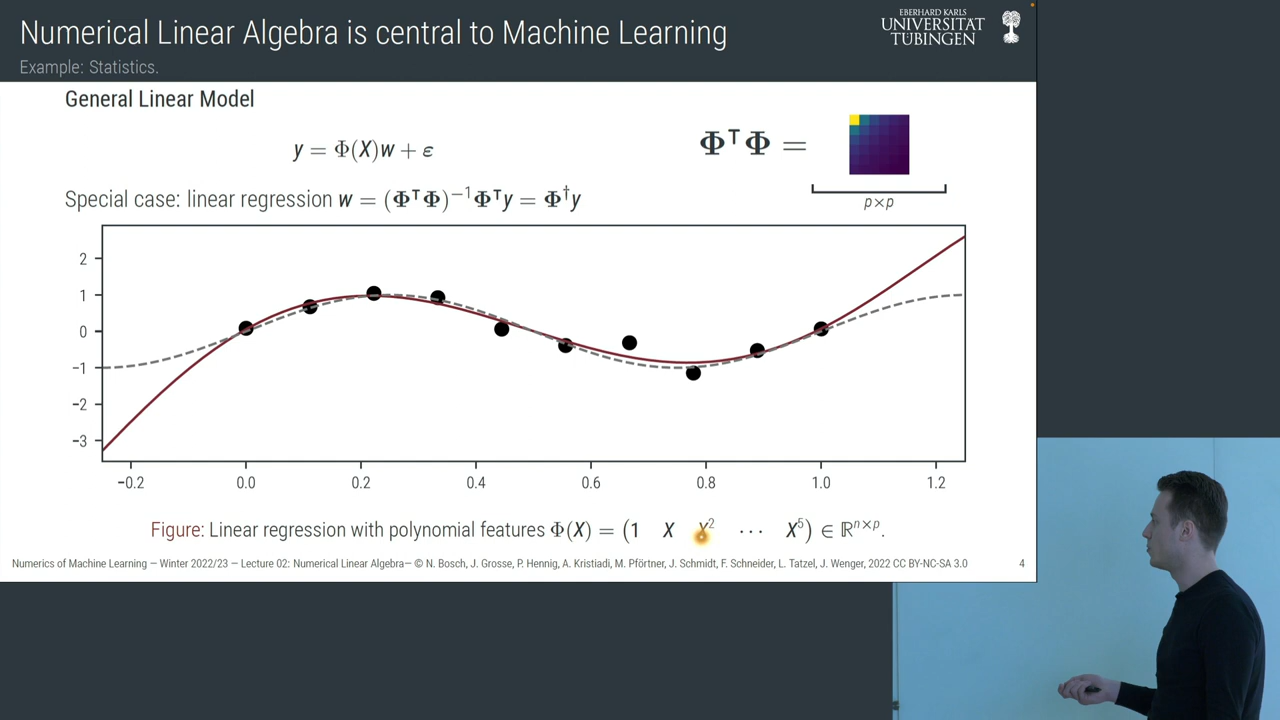 Numerical Linear Algebra is central to Machine Learning
Example: Statistics.
EBERHARD KARLS
UNIVERSITÄT
TÜBINGEN
General Linear Model
y = Φ(X)w + ε
Φ⊤Φ =
p×p
Special case: linear regression w = (Φ⊤Φ)⁻¹Φ⊤y = Φ†y
2
1
0
−1
−2
−3
−0.2 0.0 0.2 0.4 0.6 0.8 1.0 1.2
Figure: Linear regression with polynomial features Φ(X) = (1 X X² ⋯ X⁵) ∈ ℝⁿˣᵖ.
Numerics of Machine Learning — Winter 2022/23 — Lecture 02: Numerical Linear Algebra— © N. Bosch, J. Grosse, P. Hennig, A. Kristiadi, M. Pförtner, J. Schmidt, F. Schneider, L. Tatzel, J. Wenger, 2022 CC BY-NC-SA 3.0 4